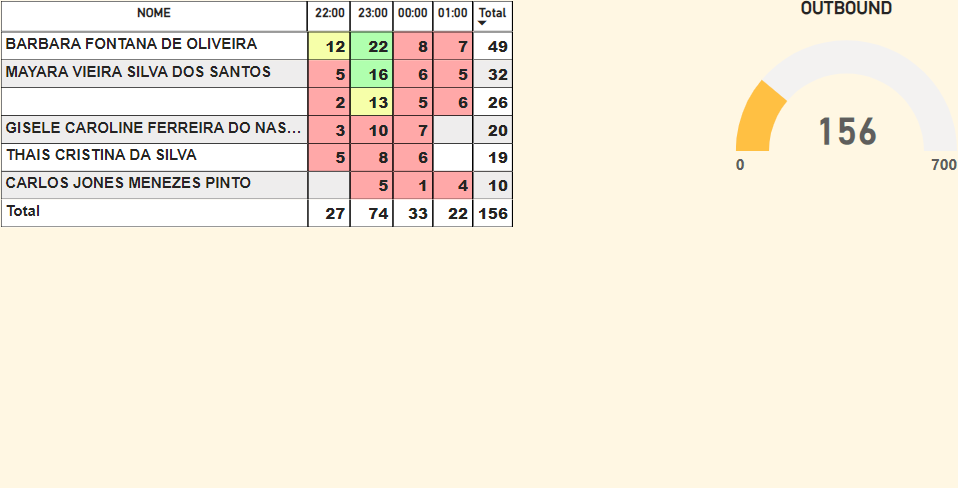 NOME 22:00 23:00 00:00 01:00 Total
BARBARA FONTANA DE OLIVEIRA 12 22 8 7 49
MAYARA VIEIRA SILVA DOS SANTOS 5 16 6 5 32
2 13 5 6 26
GISELE CAROLINE FERREIRA DO NAS... 3 10 7 20
THAIS CRISTINA DA SILVA 5 8 6 19
CARLOS JONES MENEZES PINTO 5 1 4 10
Total 27 74 33 22 156
OUTBOUND
156
0 700